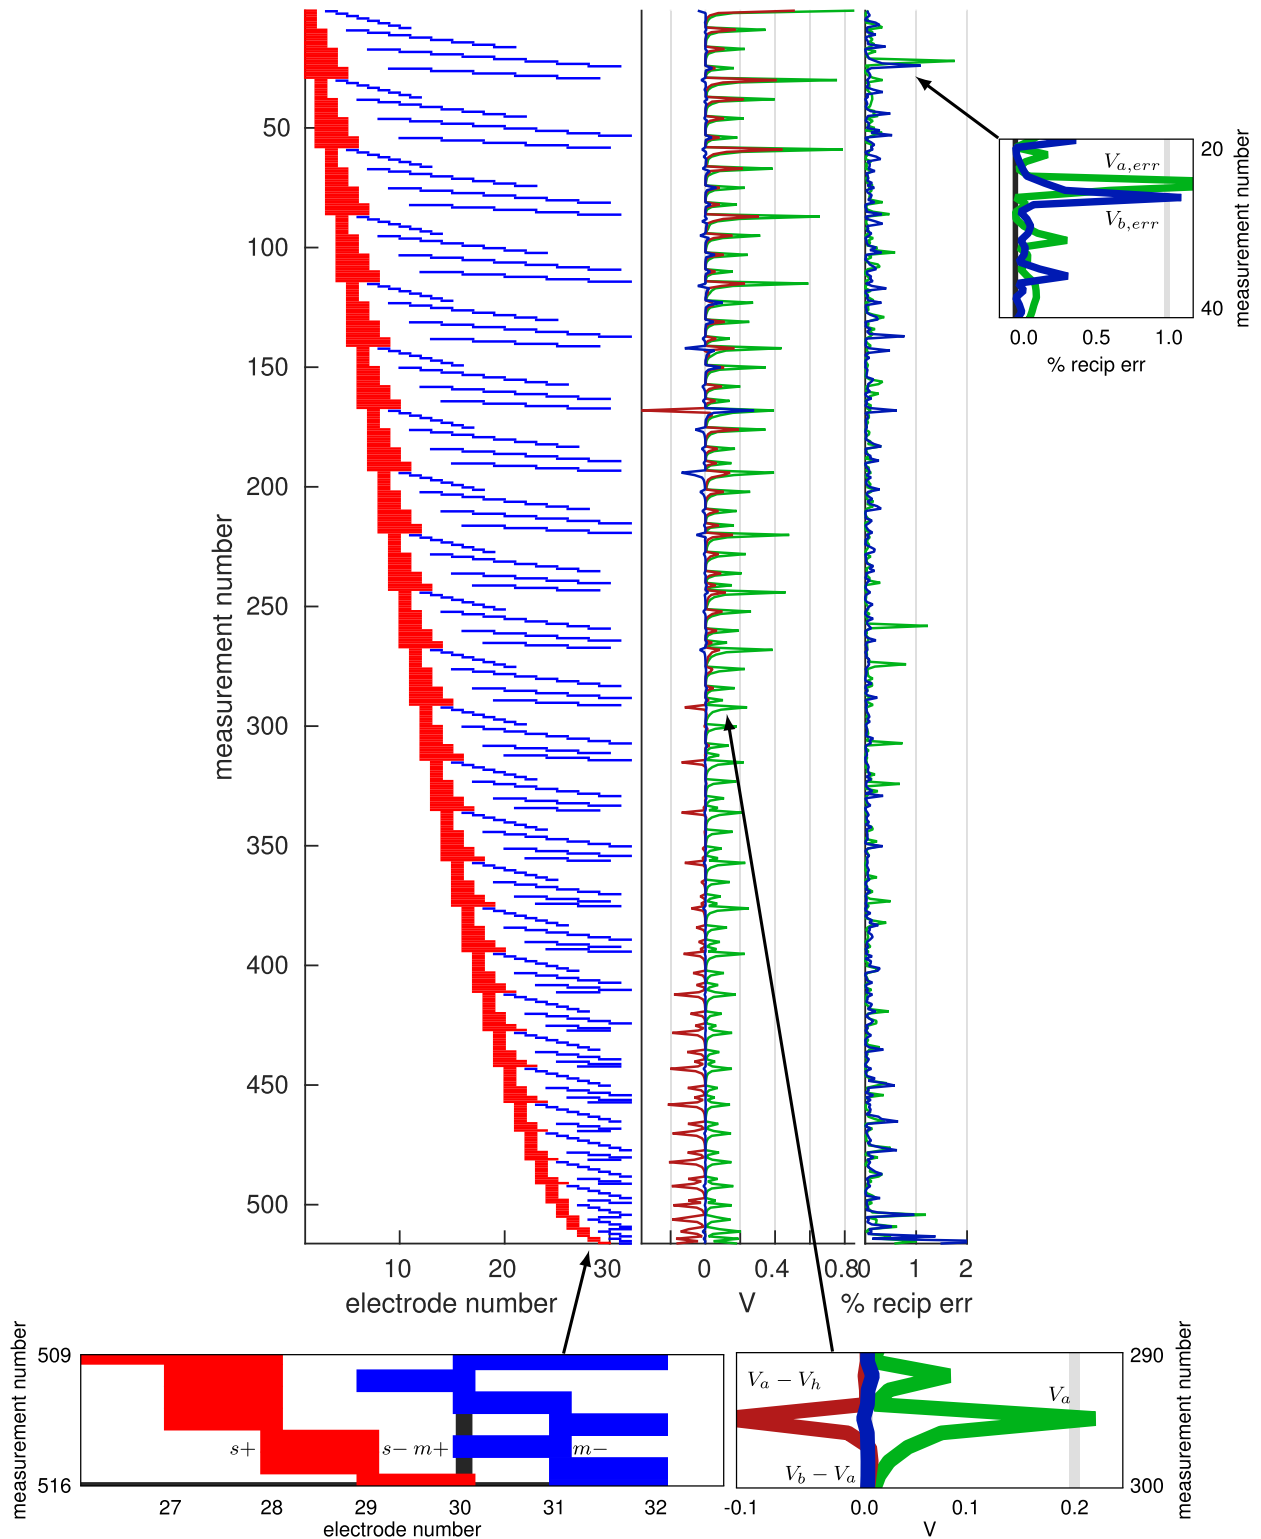 50
100
150
200
250
300
350
400
450
500
measurement number
10
20
30
electrode number
0
0.4
0.8
V
0
1
2
% recip err
V_{a,err}
V_{b,err}
20
40
measurement number
0.0
0.5
1.0
% recip err
509
516
measurement number
s+
s− m+
m−
27
28
29
30
31
32
electrode number
V_a − V_h
V_a
V_b − V_a
290
300
measurement number
-0.1
0.0
0.1
0.2
V